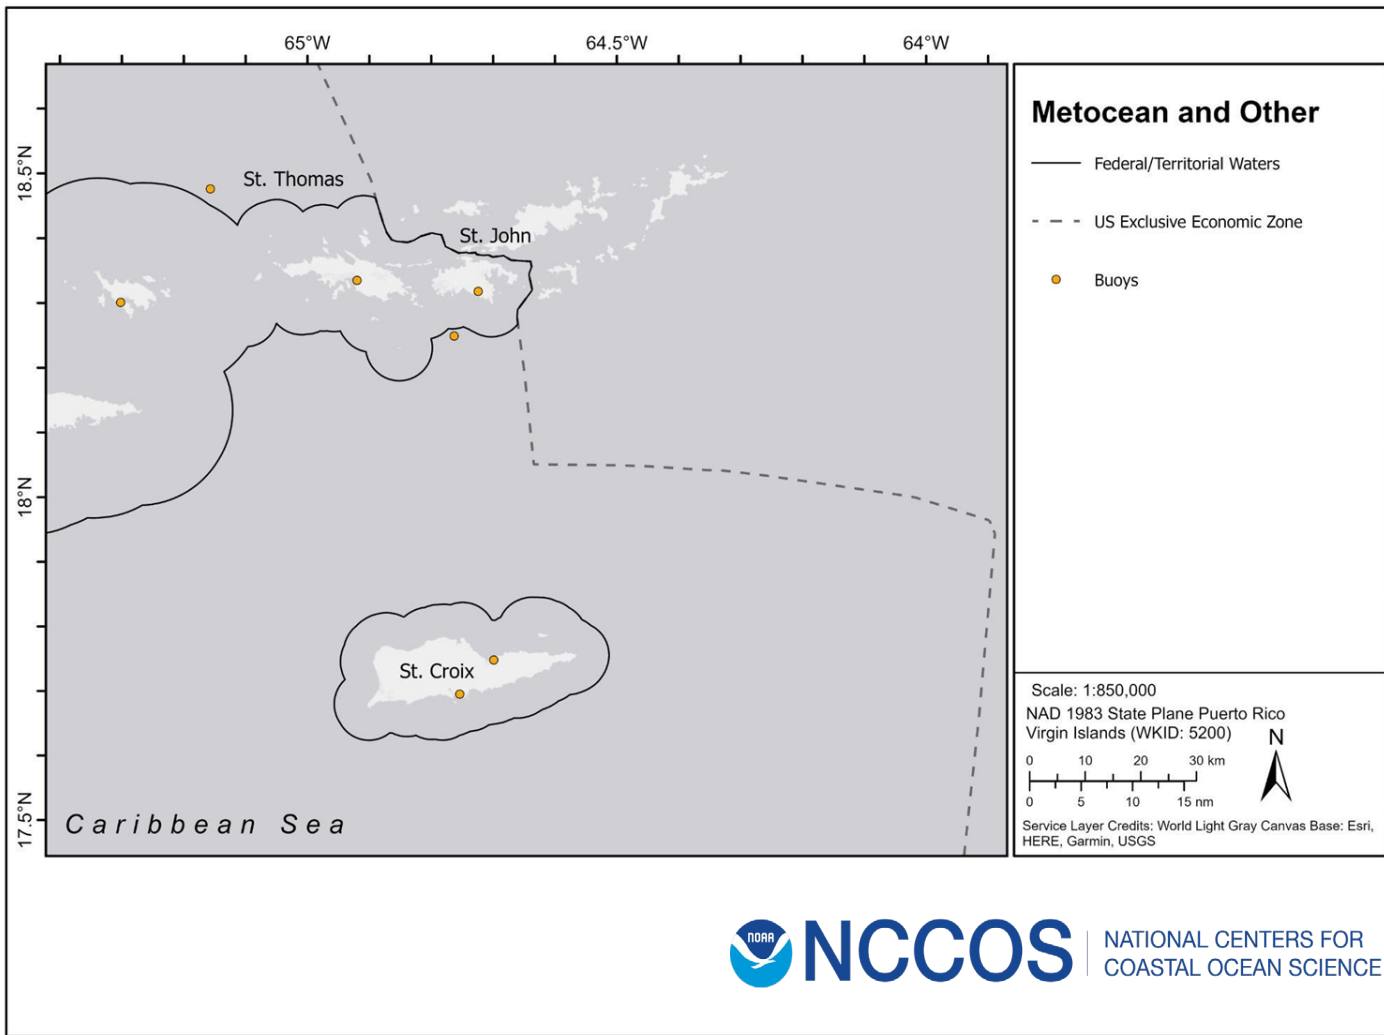 65°W 64.5°W 64°W
18.5°N
18°N
17.5°N
St. Thomas
St. John
St. Croix
Caribbean Sea
Metocean and Other
Federal/Territorial Waters
US Exclusive Economic Zone
Buoys
Scale: 1:850,000
NAD 1983 State Plane Puerto Rico
Virgin Islands (WKID: 5200)
N
0 10 20 30 km
0 5 10 15 nm
Service Layer Credits: World Light Gray Canvas Base: Esri,
HERE, Garmin, USGS
NOAA
NCCOS
NATIONAL CENTERS FOR
COASTAL OCEAN SCIENCE